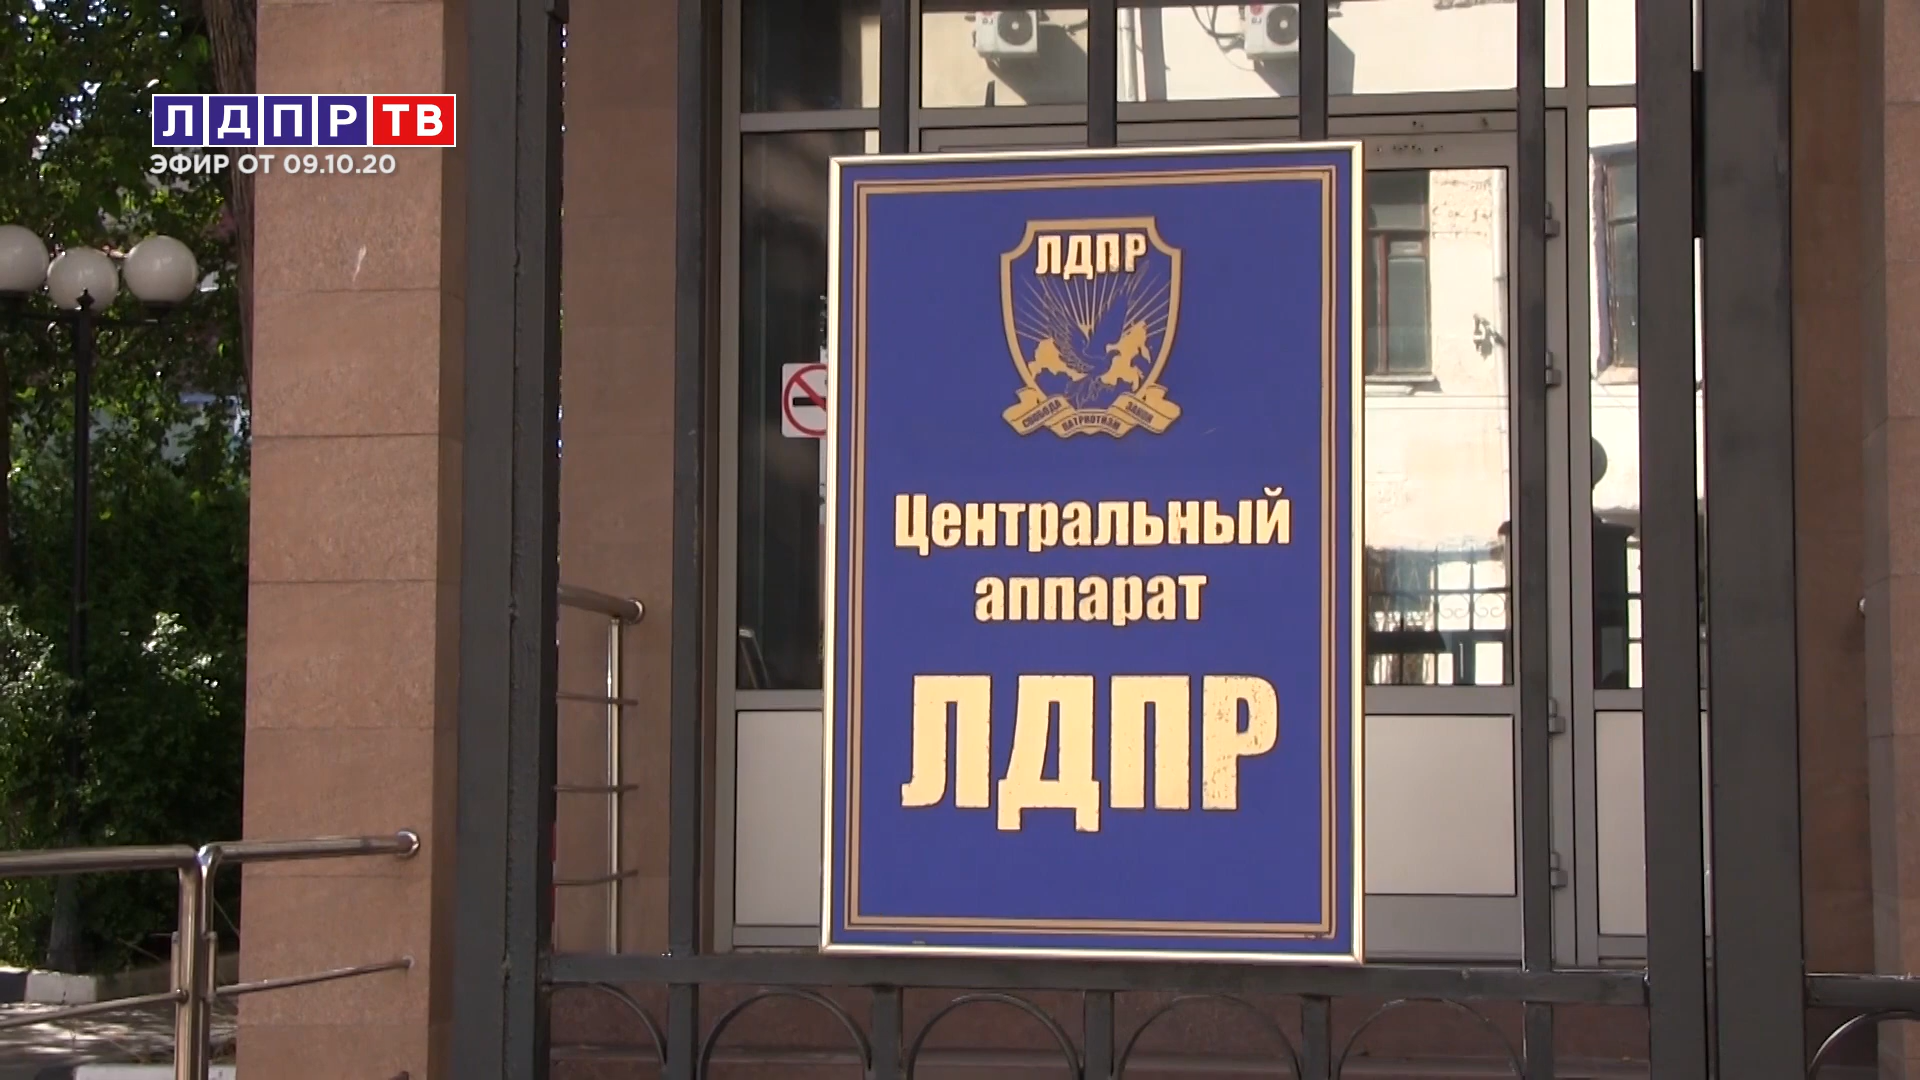 ЛДПР ТВ
ЭФИР ОТ 09.10.20
ЛДПР
СВОБОДА ПАТРИОТИЗМ ЗАКОН
Центральный
аппарат
ЛДПР